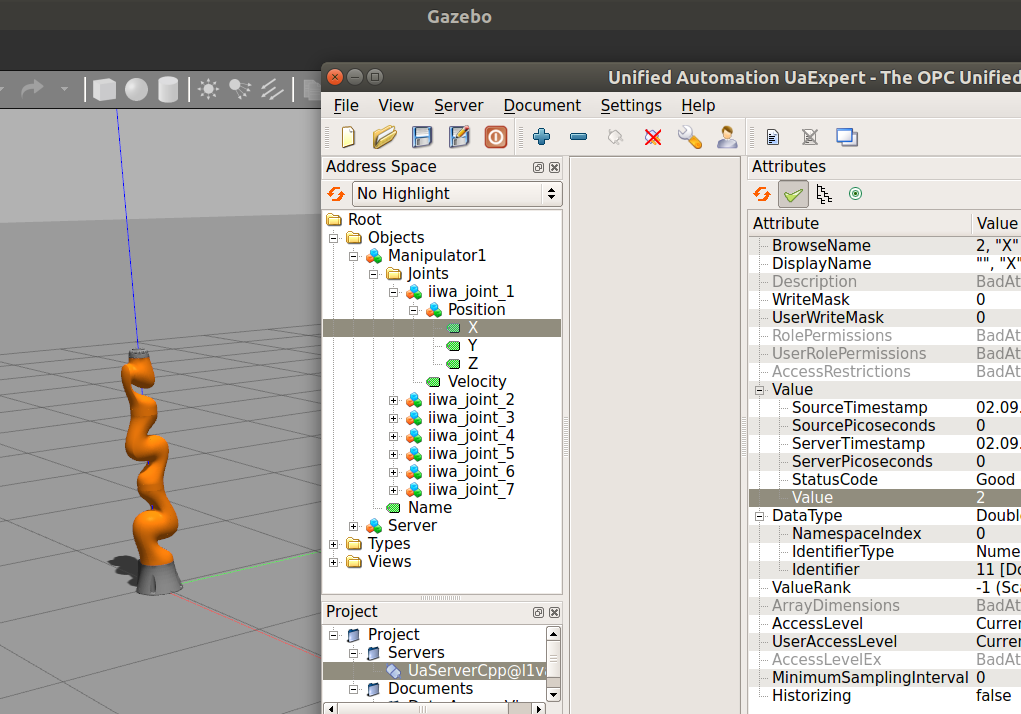 Gazebo
Unified Automation UaExpert - The OPC Unified
File View Server Document Settings Help
Address Space
No Highlight
Root
Objects
Manipulator1
Joints
iiwa_joint_1
Position
X
Y
Z
Velocity
iiwa_joint_2
iiwa_joint_3
iiwa_joint_4
iiwa_joint_5
iiwa_joint_6
iiwa_joint_7
Name
Server
Types
Views
Project
Project
Servers
UaServerCpp@l1v
Documents
Attributes
Attribute Value
BrowseName 2, "X"
DisplayName "", "X"
Description BadAt
WriteMask 0
UserWriteMask 0
RolePermissions BadAt
UserRolePermissions BadAt
AccessRestrictions BadAt
Value
SourceTimestamp 02.09.
SourcePicoseconds 0
ServerTimestamp 02.09.
ServerPicoseconds 0
StatusCode Good
Value 2
DataType Doubl
NamespaceIndex 0
IdentifierType Nume
Identifier 11 [Do
ValueRank -1 (Sca
ArrayDimensions BadAt
AccessLevel Curren
UserAccessLevel Curren
AccessLevelEx BadAt
MinimumSamplingInterval 0
Historizing false